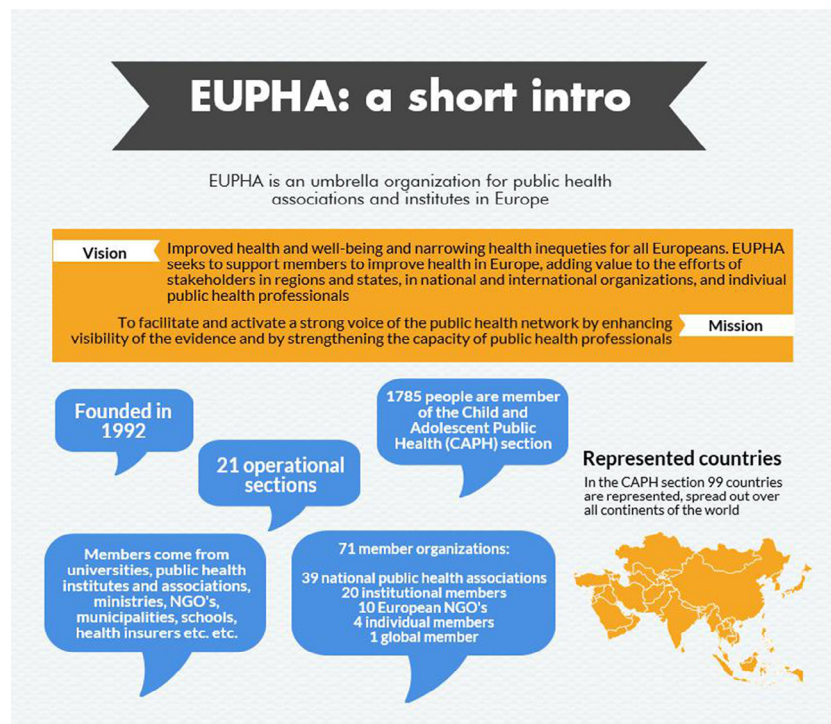 EUPHA: a short intro
EUPHA is an umbrella organization for public health
associations and institutes in Europe
Vision
Improved health and well-being and narrowing health inequeties for all Europeans. EUPHA
seeks to support members to improve health in Europe, adding value to the efforts of
stakeholders in regions and states, in national and international organizations, and indiviual
public health professionals
To facilitate and activate a strong voice of the public health network by enhancing
visibility of the evidence and by strengthening the capacity of public health professionals
Mission
Founded in
1992
21 operational
sections
1785 people are member
of the Child and
Adolescent Public
Health (CAPH) section
Represented countries
In the CAPH section 99 countries
are represented, spread out over
all continents of the world
Members come from
universities, public health
institutes and associations,
ministries, NGO's,
municipalities, schools,
health insurers etc. etc.
71 member organizations:
39 national public health associations
20 institutional members
10 European NGO's
4 individual members
1 global member